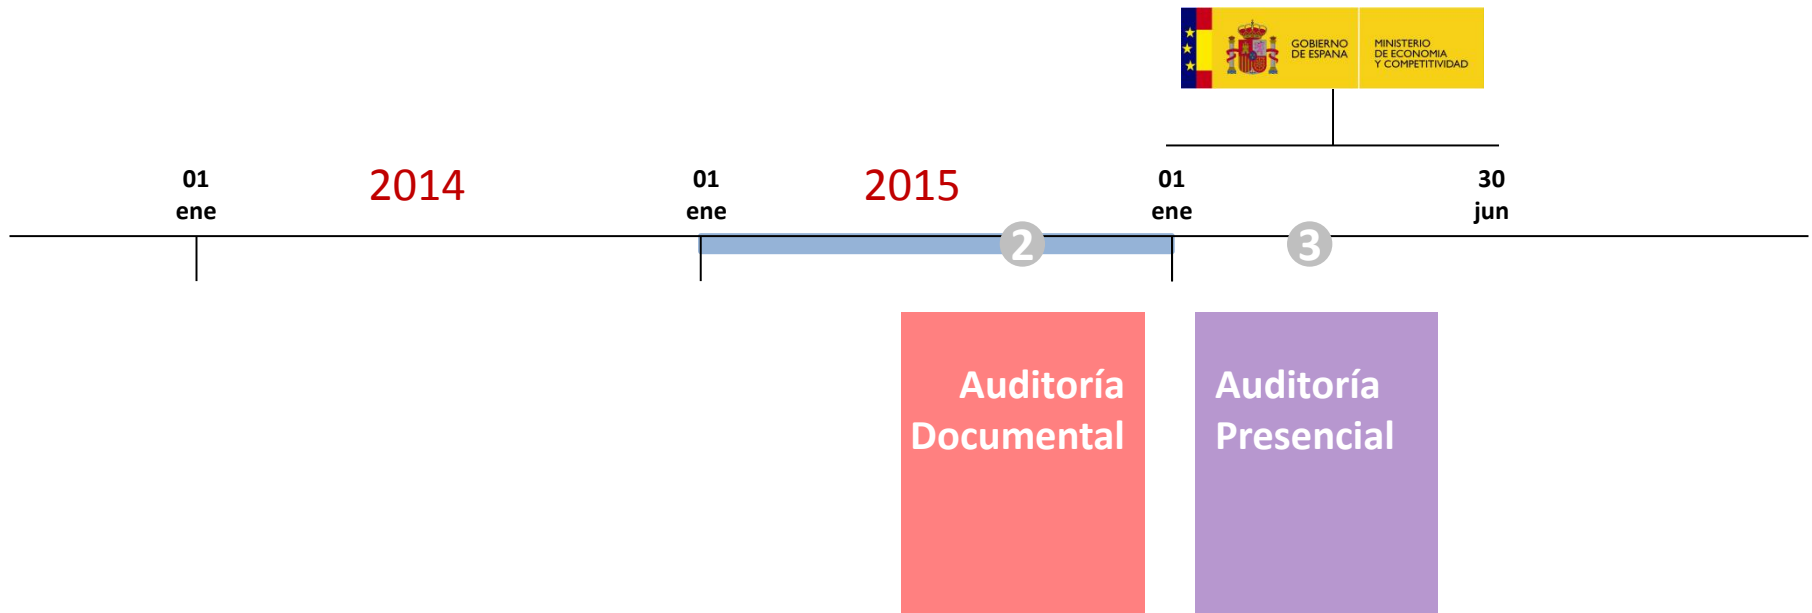 GOBIERNO
DE ESPAÑA
MINISTERIO
DE ECONOMIA
Y COMPETITIVIDAD
01
ene
2014
01
ene
2015
01
ene
30
jun
2
3
Auditoría
Documental
Auditoría
Presencial